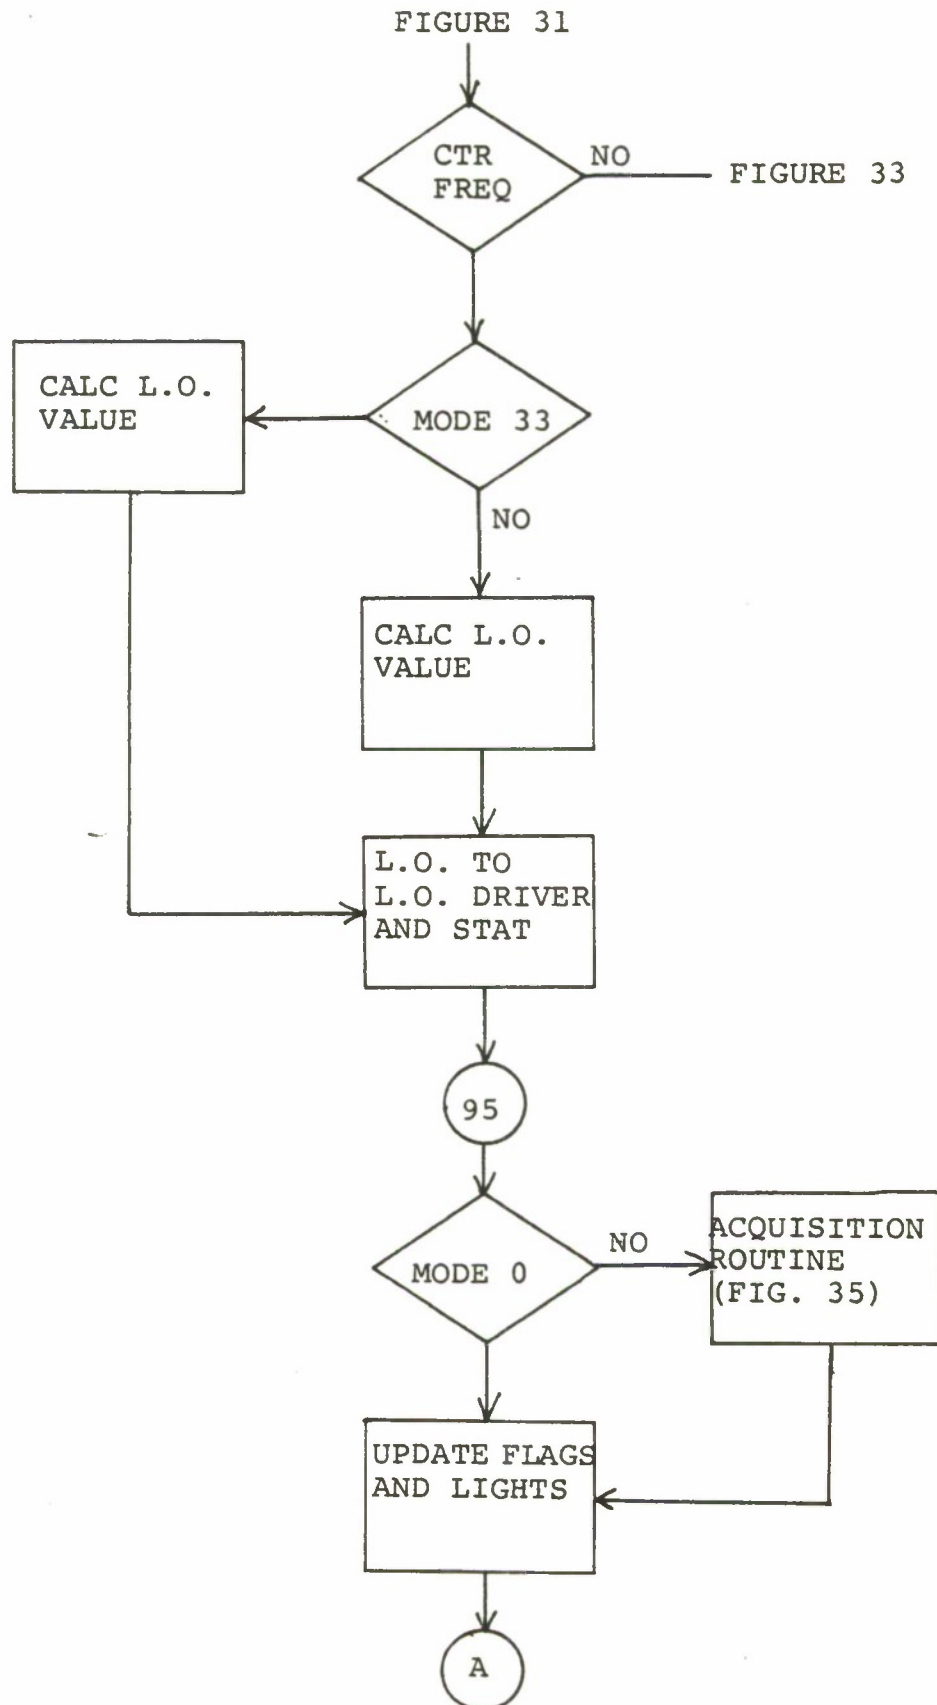 FIGURE 31
CTR
FREQ
NO
FIGURE 33
CALC L.O.
VALUE
MODE 33
NO
CALC L.O.
VALUE
L.O. TO
L.O. DRIVER
AND STAT
95
MODE 0
NO
ACQUISITION
ROUTINE
(FIG. 35)
UPDATE FLAGS
AND LIGHTS
A